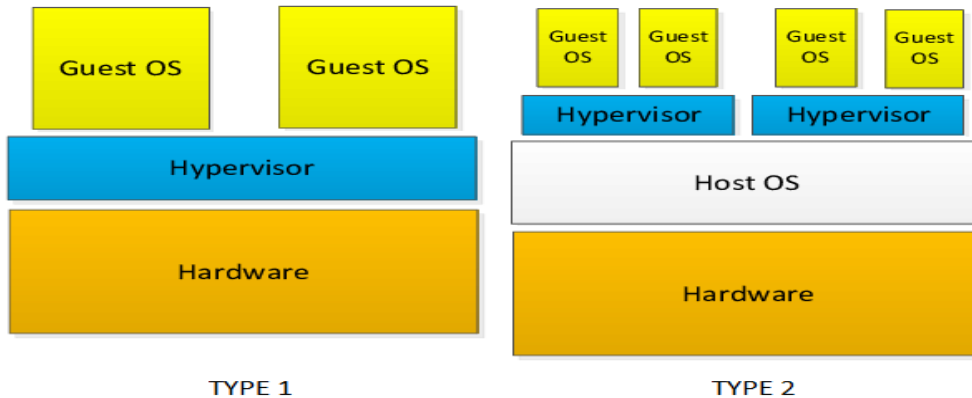 Guest OS
Guest OS
Hypervisor
Hardware
TYPE 1
Guest
OS
Guest
OS
Guest
OS
Guest
OS
Hypervisor
Hypervisor
Host OS
Hardware
TYPE 2